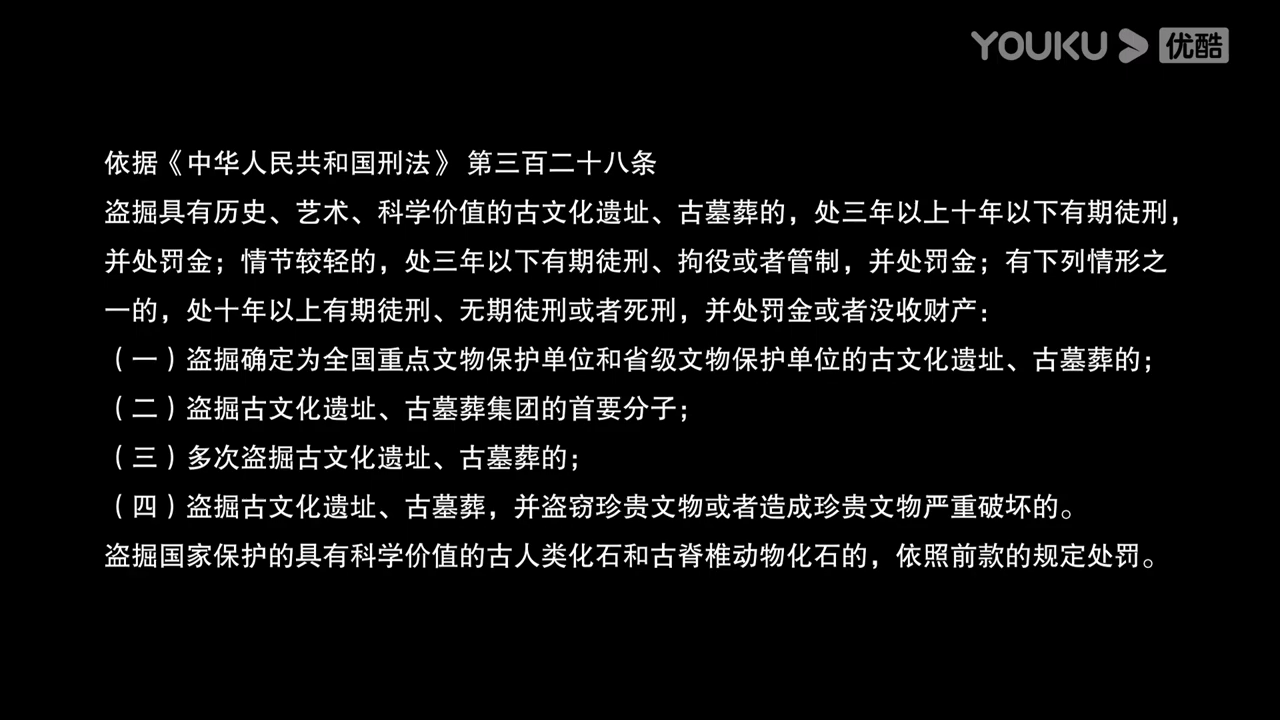 YOUKU 优酷
依据《中华人民共和国刑法》第三百二十八条
盗掘具有历史、艺术、科学价值的古文化遗址、古墓葬的，处三年以上十年以下有期徒刑，
并处罚金；情节较轻的，处三年以下有期徒刑、拘役或者管制，并处罚金；有下列情形之
一的，处十年以上有期徒刑、无期徒刑或者死刑，并处罚金或者没收财产：
（一）盗掘确定为全国重点文物保护单位和省级文物保护单位的古文化遗址、古墓葬的；
（二）盗掘古文化遗址、古墓葬集团的首要分子；
（三）多次盗掘古文化遗址、古墓葬的；
（四）盗掘古文化遗址、古墓葬，并盗窃珍贵文物或者造成珍贵文物严重破坏的。
盗掘国家保护的具有科学价值的古人类化石和古脊椎动物化石的，依照前款的规定处罚。